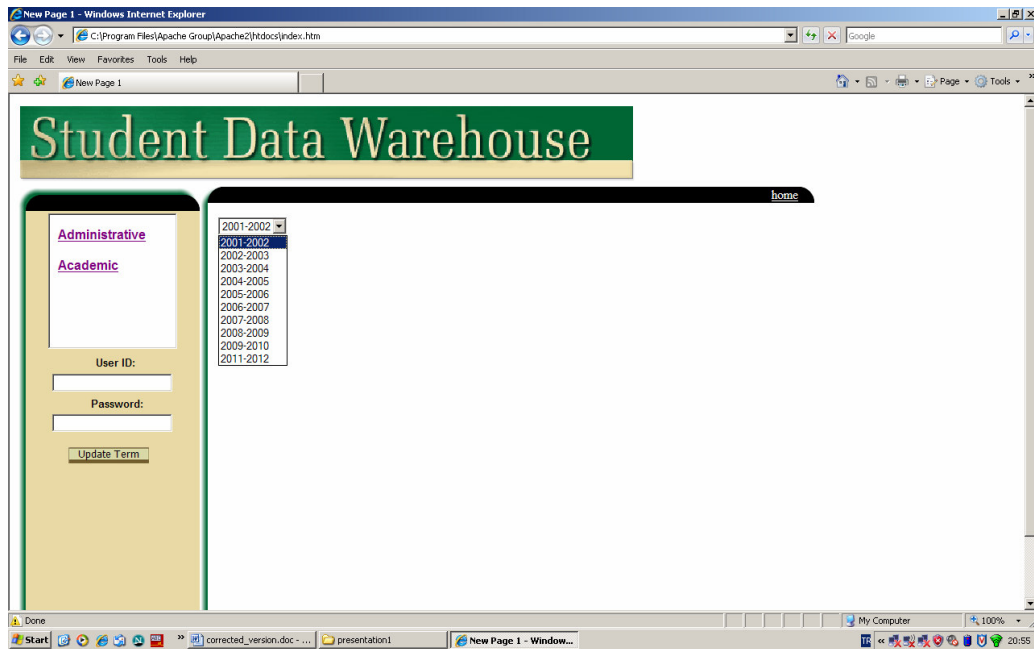 New Page 1 - Windows Internet Explorer
C:\Program Files\Apache Group\Apache2\htdocs\index.htm
Google
File Edit View Favorites Tools Help
New Page 1
Page
Tools
Student Data Warehouse
home
Administrative
Academic
User ID:
Password:
Update Term
2001-2002
2001-2002
2002-2003
2003-2004
2004-2005
2005-2006
2006-2007
2007-2008
2008-2009
2009-2010
2011-2012
Done
My Computer
100%
Start
corrected_version.doc - ...
presentation1
New Page 1 - Window...
TR
20:55